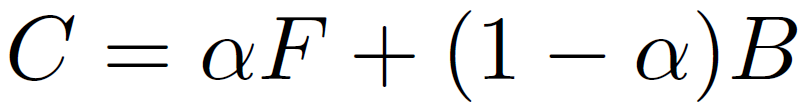 C = αF + (1 − α)B